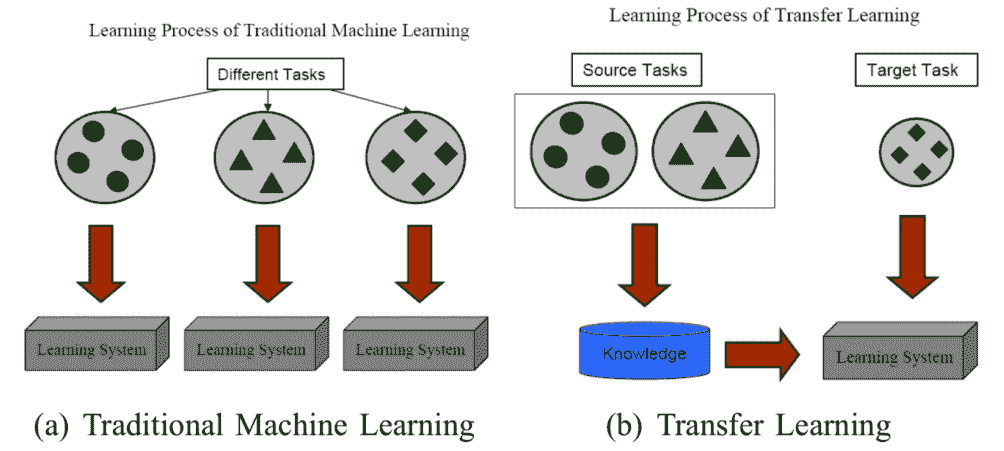 Learning Process of Traditional Machine Learning
Different Tasks
Learning System
Learning System
Learning System
(a) Traditional Machine Learning
Learning Process of Transfer Learning
Source Tasks
Target Task
Knowledge
Learning System
(b) Transfer Learning